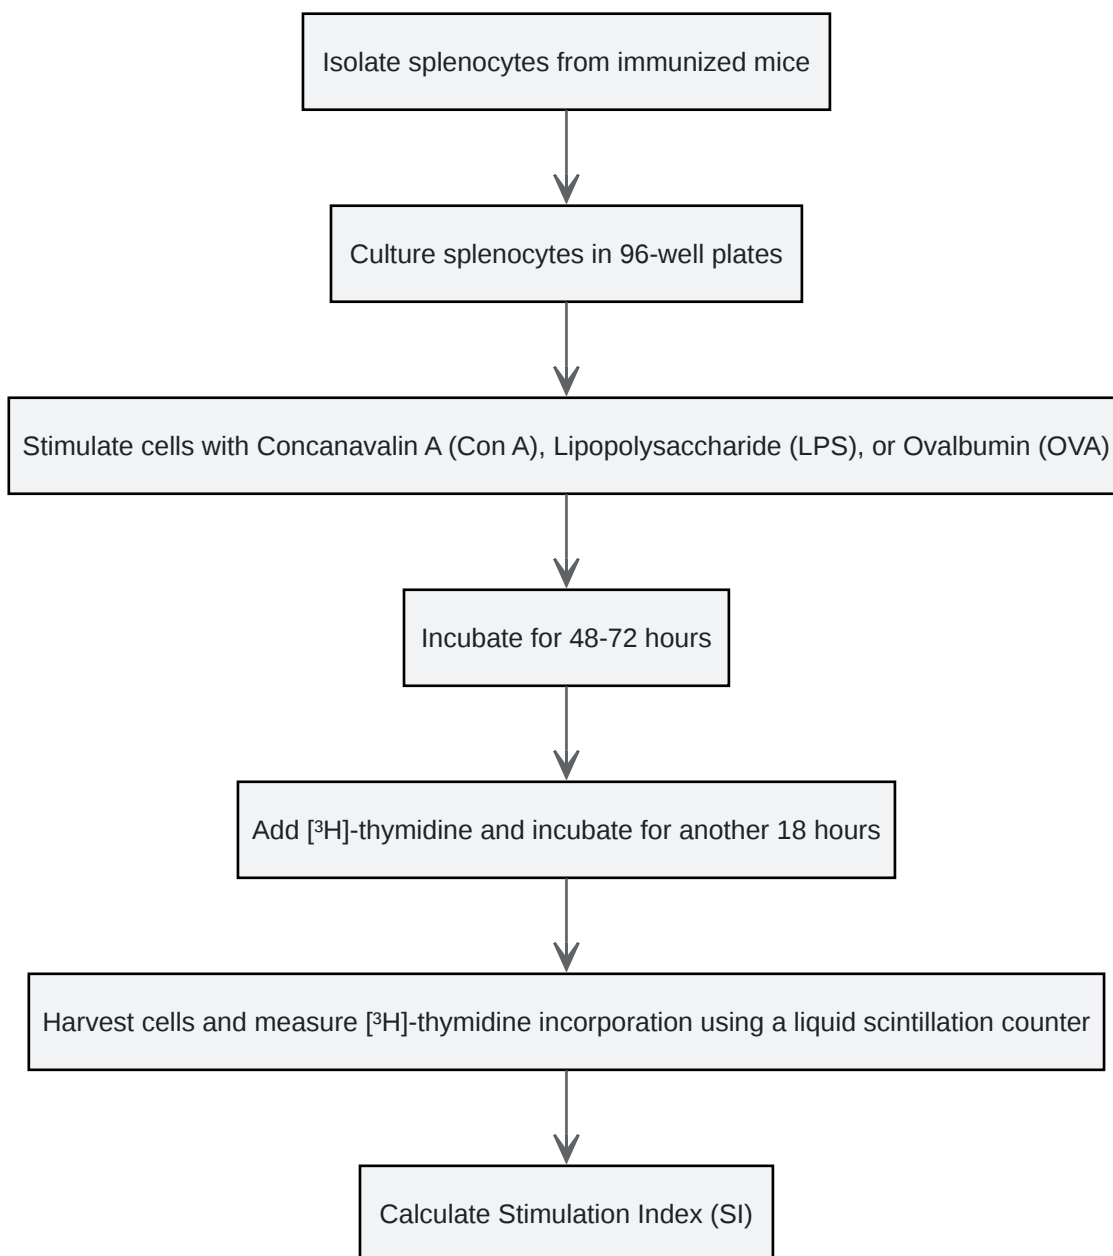 Isolate splenocytes from immunized mice
Culture splenocytes in 96-well plates
Stimulate cells with Concanavalin A (Con A), Lipopolysaccharide (LPS), or Ovalbumin (OVA)
Incubate for 48-72 hours
Add [³H]-thymidine and incubate for another 18 hours
Harvest cells and measure [³H]-thymidine incorporation using a liquid scintillation counter
Calculate Stimulation Index (SI)